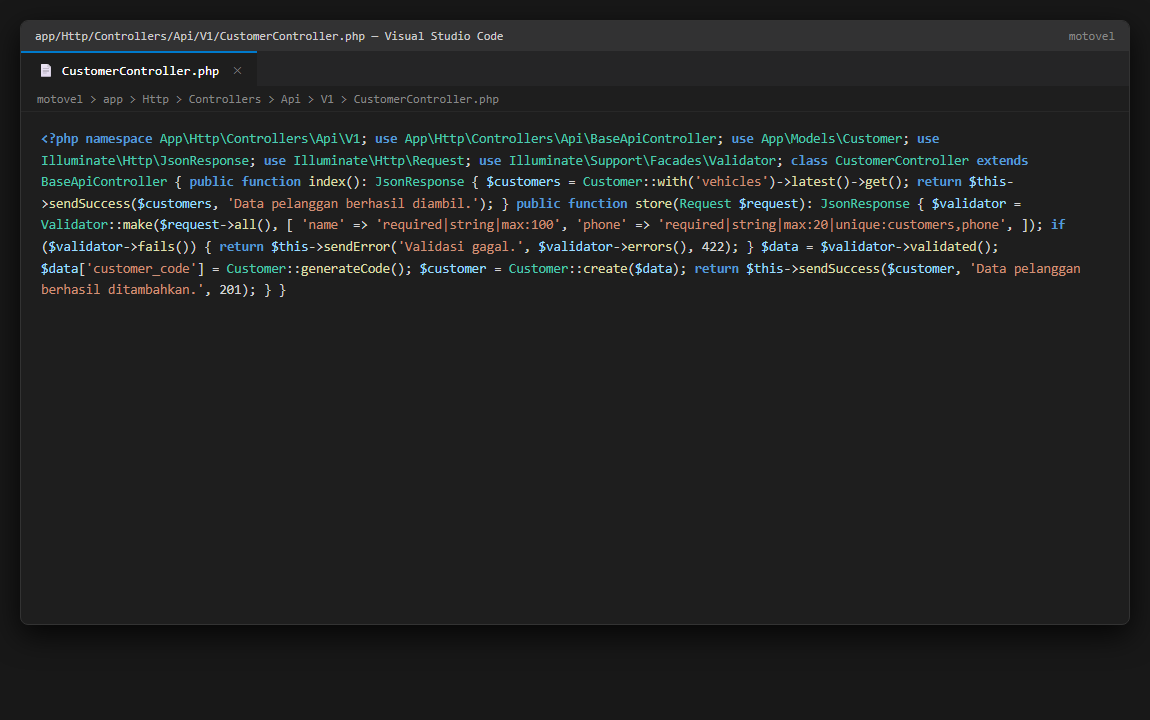 app/Http/Controllers/Api/V1/CustomerController.php — Visual Studio Code
motovel
CustomerController.php ×
motovel > app > Http > Controllers > Api > V1 > CustomerController.php
<?php namespace App\Http\Controllers\Api\V1; use App\Http\Controllers\Api\BaseApiController; use App\Models\Customer; use
Illuminate\Http\JsonResponse; use Illuminate\Http\Request; use Illuminate\Support\Facades\Validator; class CustomerController extends
BaseApiController { public function index(): JsonResponse { $customers = Customer::with('vehicles')->latest()->get(); return $this-
>sendSuccess($customers, 'Data pelanggan berhasil diambil.'); } public function store(Request $request): JsonResponse { $validator =
Validator::make($request->all(), [ 'name' => 'required|string|max:100', 'phone' => 'required|string|max:20|unique:customers,phone', ]); if
($validator->fails()) { return $this->sendError('Validasi gagal.', $validator->errors(), 422); } $data = $validator->validated();
$data['customer_code'] = Customer::generateCode(); $customer = Customer::create($data); return $this->sendSuccess($customer, 'Data pelanggan
berhasil ditambahkan.', 201); } }